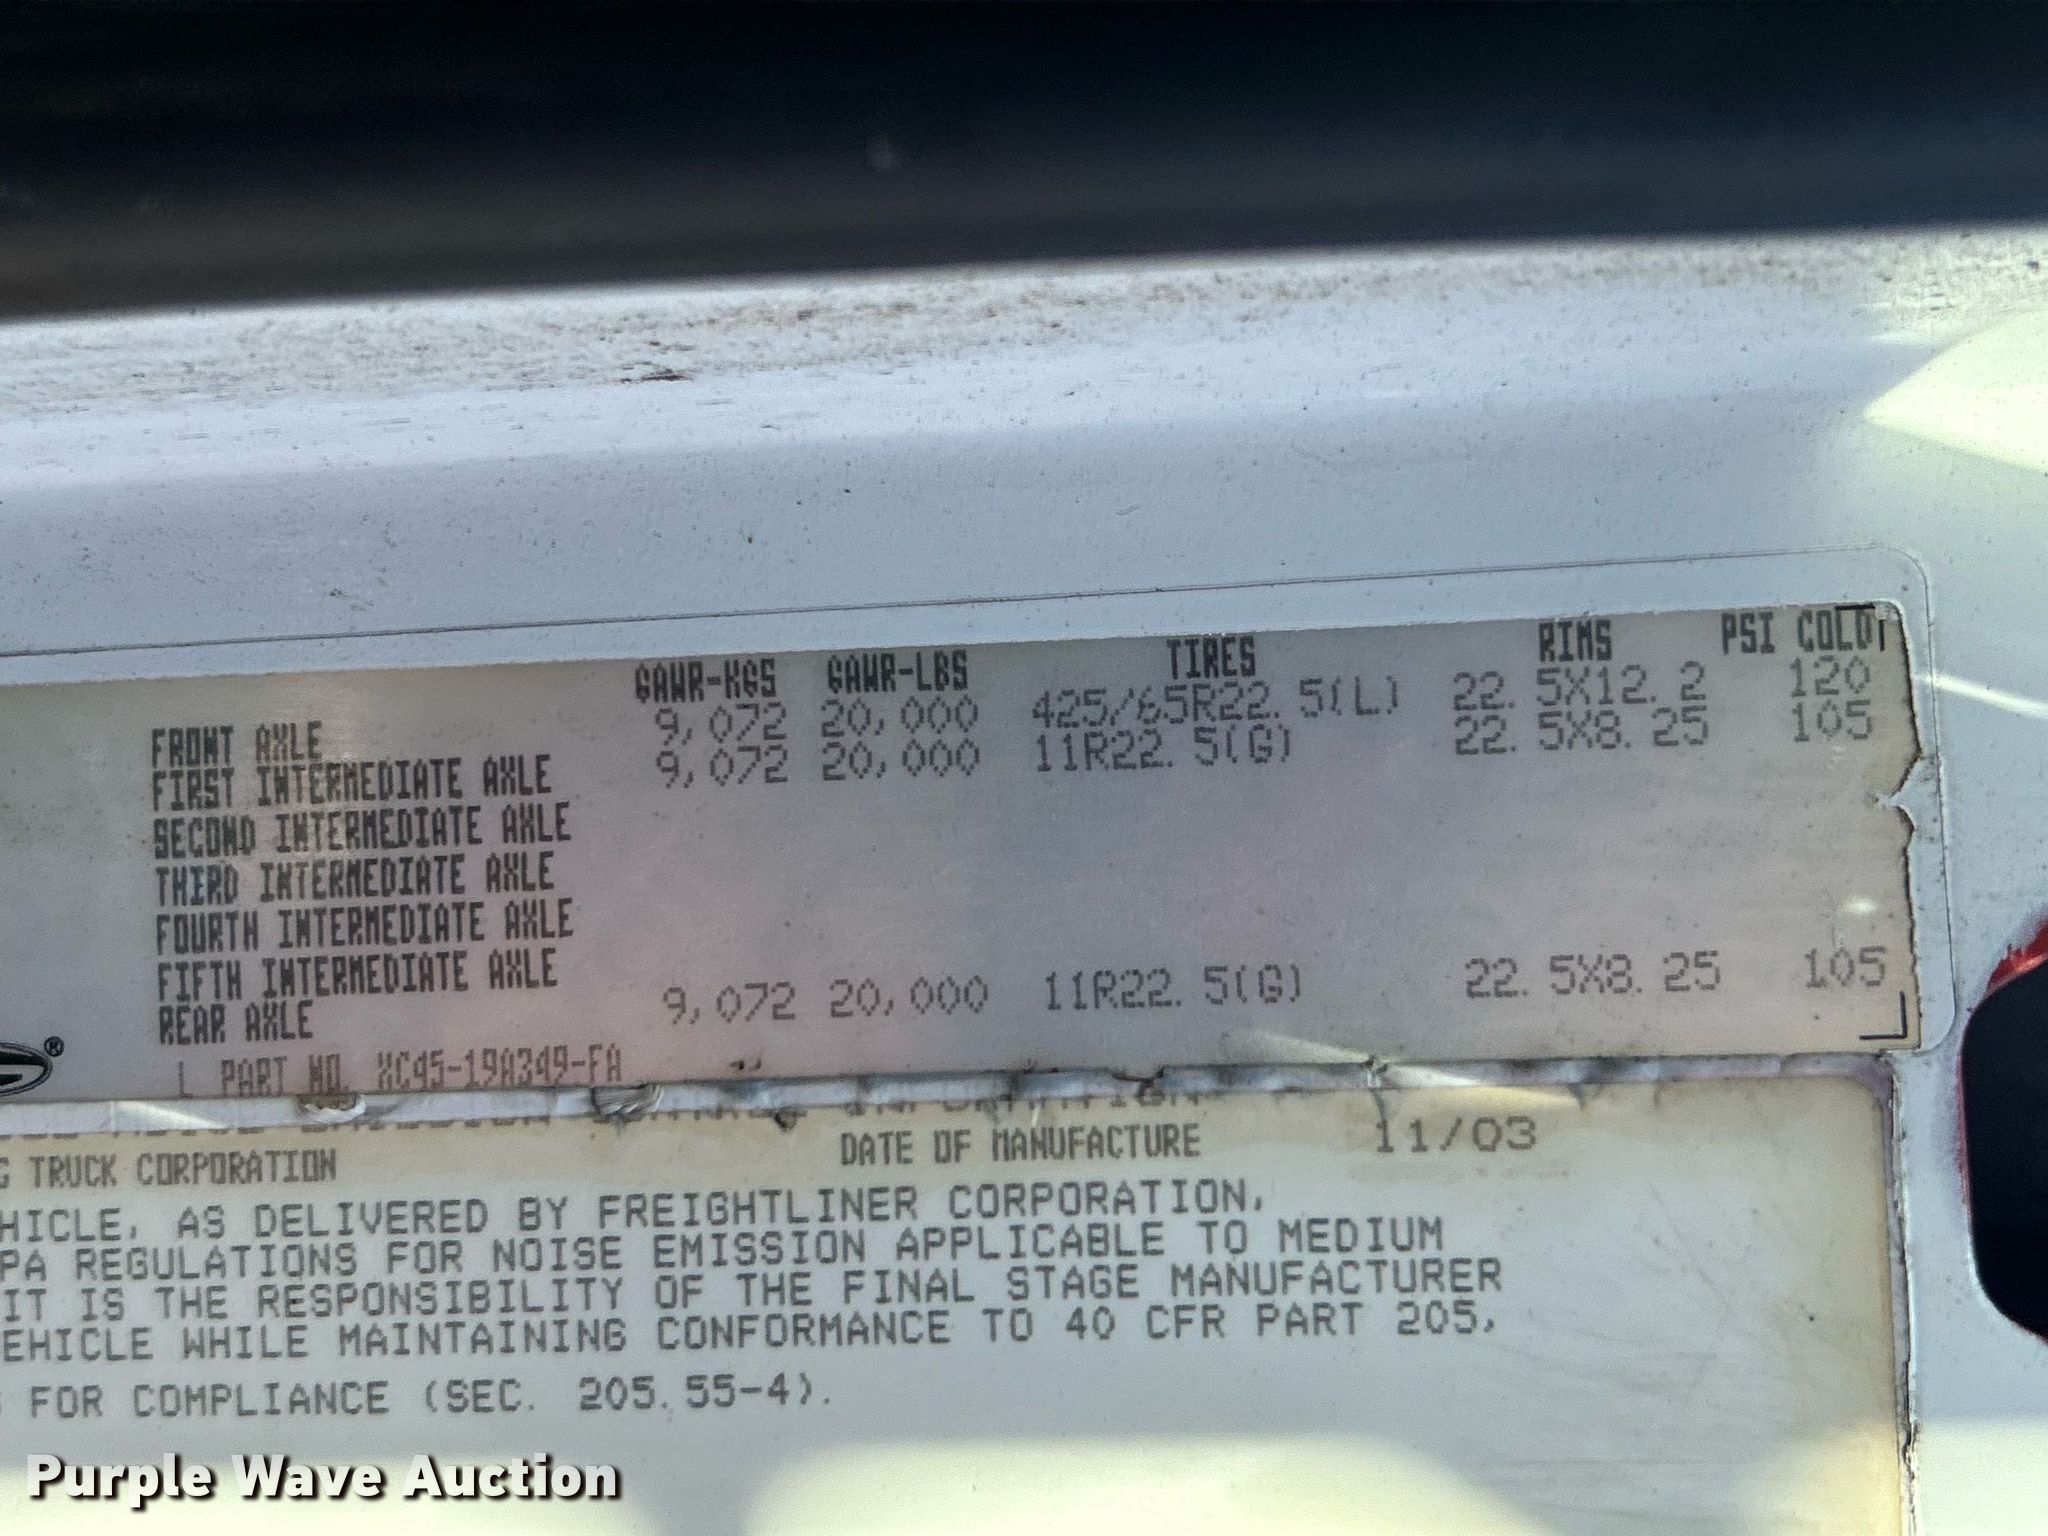 GAWR-KGS GAWR-LBS TIRES RIMS PSI COLD
FRONT AXLE 9,072 20,000 425/65R22.5(L) 22.5X12.2 120
FIRST INTERMEDIATE AXLE 9,072 20,000 11R22.5(G) 22.5X8.25 105
SECOND INTERMEDIATE AXLE
THIRD INTERMEDIATE AXLE
FOURTH INTERMEDIATE AXLE
FIFTH INTERMEDIATE AXLE
REAR AXLE 9,072 20,000 11R22.5(G) 22.5X8.25 105
PART NO. XC45-19A349-FA
G TRUCK CORPORATION DATE OF MANUFACTURE 11/03
HICLE, AS DELIVERED BY FREIGHTLINER CORPORATION,
PA REGULATIONS FOR NOISE EMISSION APPLICABLE TO MEDIUM
IT IS THE RESPONSIBILITY OF THE FINAL STAGE MANUFACTURER
EHICLE WHILE MAINTAINING CONFORMANCE TO 40 CFR PART 205,
FOR COMPLIANCE (SEC. 205.55-4).
Purple Wave Auction